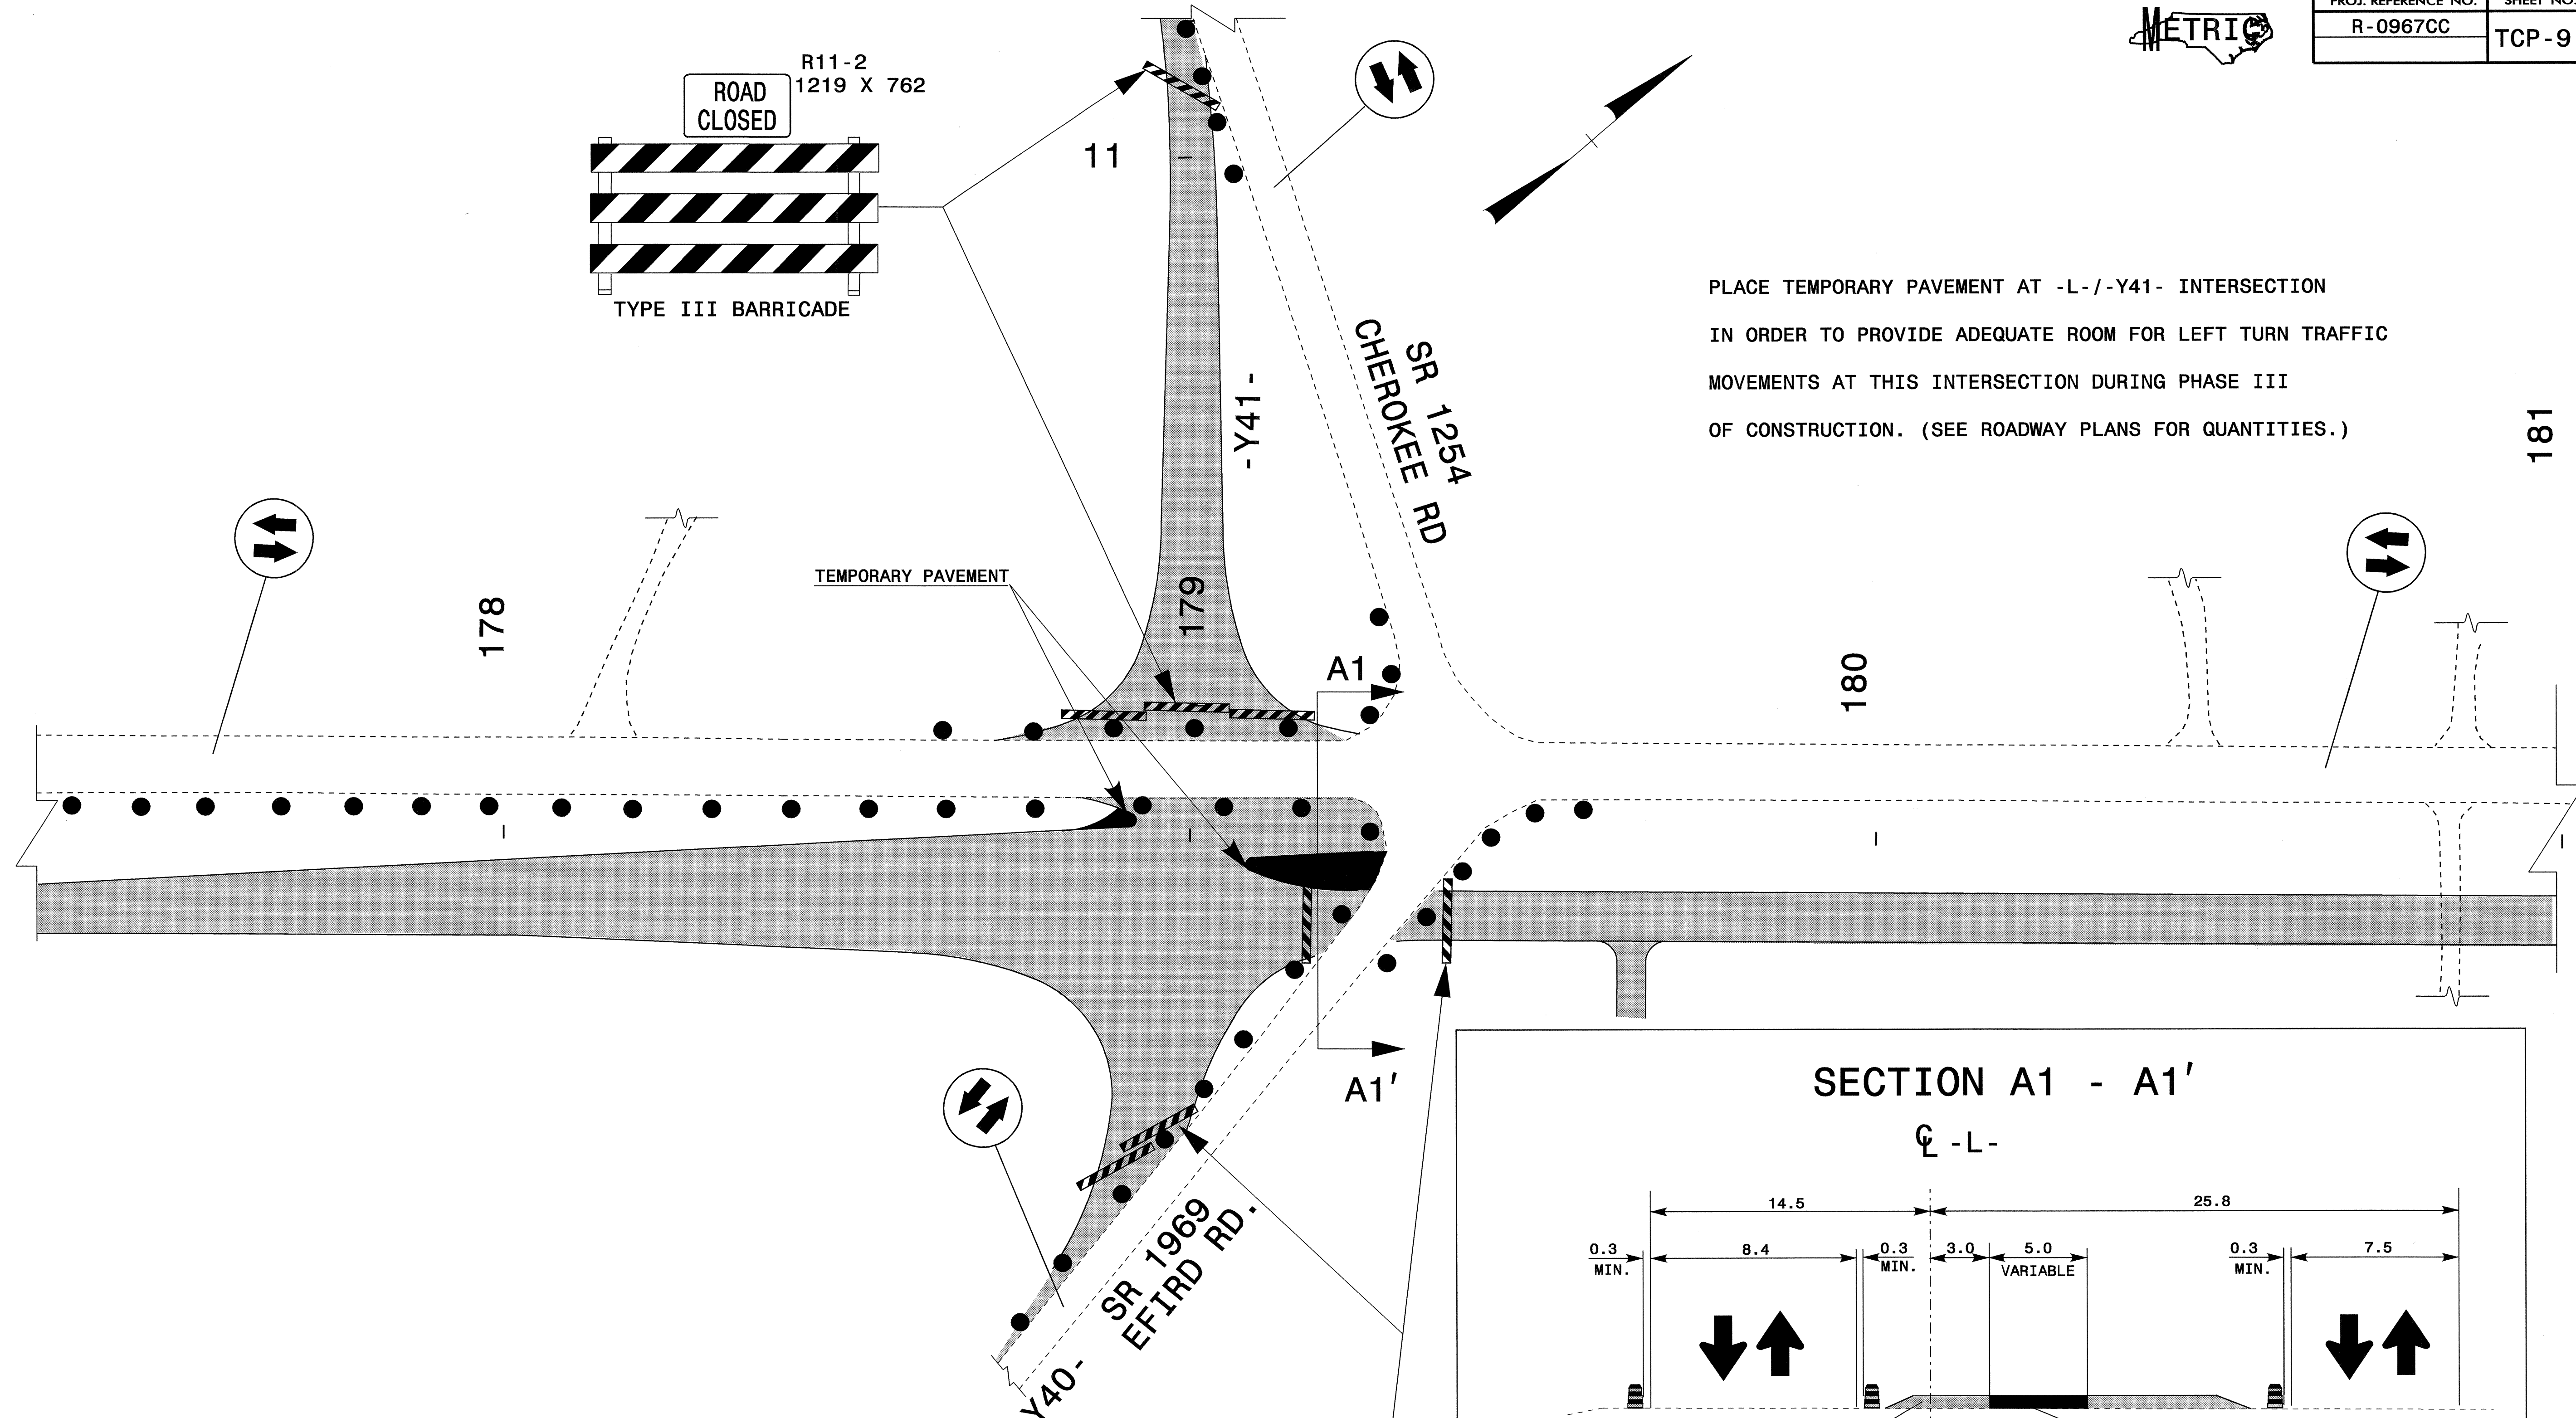 METRIC
PROJ. REFERENCE NO.
SHEET NO.
R-0967CC
TCP-9
R11-2
1219 X 762
ROAD
CLOSED
TYPE III BARRICADE
11
-Y41-
SR 1254
CHEROKEE RD
PLACE TEMPORARY PAVEMENT AT -L-/-Y41- INTERSECTION
IN ORDER TO PROVIDE ADEQUATE ROOM FOR LEFT TURN TRAFFIC
MOVEMENTS AT THIS INTERSECTION DURING PHASE III
OF CONSTRUCTION. (SEE ROADWAY PLANS FOR QUANTITIES.)
181
178
TEMPORARY PAVEMENT
179
A1
180
A1'
SR 1969
EFIRD RD.
Y40-
SECTION A1 - A1'
℄ -L-
14.5
25.8
0.3
MIN.
8.4
0.3
MIN.
3.0
5.0
VARIABLE
0.3
MIN.
7.5